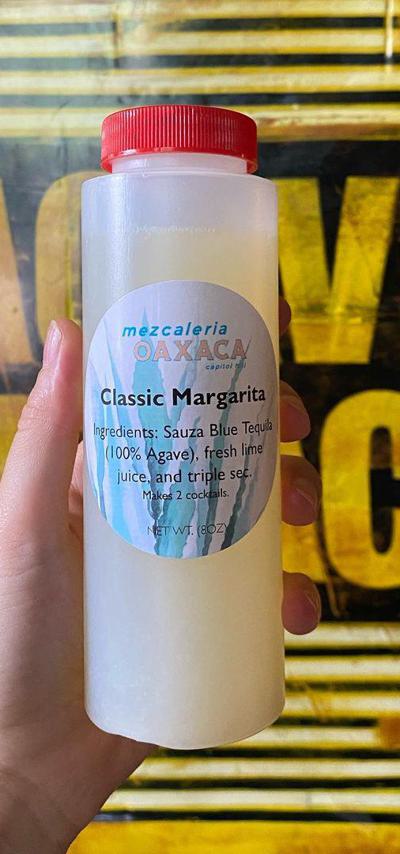 mezcaleria
OAXACA
capitol hill
Classic Margarita
Ingredients: Sauza Blue Tequila
(100% Agave), fresh lime
juice, and triple sec.
Makes 2 cocktails.
NET WT. (8OZ)